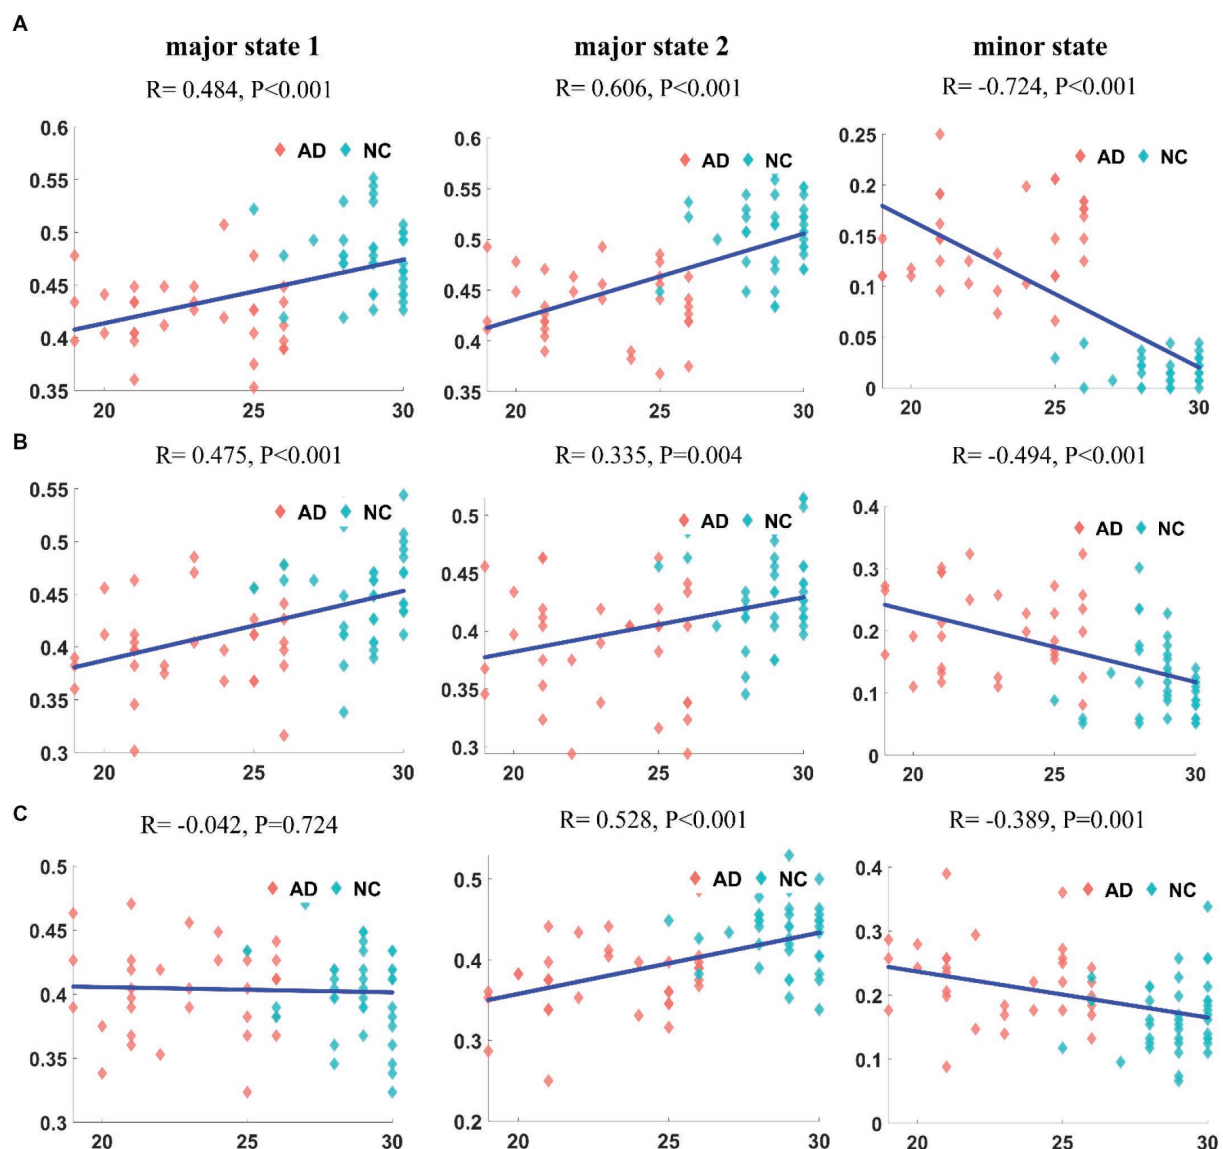 A
major state 1
major state 2
minor state
R= 0.484, P<0.001
R= 0.606, P<0.001
R= -0.724, P<0.001
AD NC
0.6
0.55
0.5
0.45
0.4
0.35
20 25 30
AD NC
0.6
0.55
0.5
0.45
0.4
0.35
20 25 30
AD NC
0.25
0.2
0.15
0.1
0.05
0
20 25 30
B
R= 0.475, P<0.001
R= 0.335, P=0.004
R= -0.494, P<0.001
AD NC
0.55
0.5
0.45
0.4
0.35
0.3
20 25 30
AD NC
0.5
0.45
0.4
0.35
0.3
20 25 30
AD NC
0.4
0.3
0.2
0.1
0
20 25 30
C
R= -0.042, P=0.724
R= 0.528, P<0.001
R= -0.389, P=0.001
AD NC
0.5
0.45
0.4
0.35
0.3
20 25 30
AD NC
0.5
0.4
0.3
0.2
20 25 30
AD NC
0.4
0.3
0.2
0.1
0
20 25 30